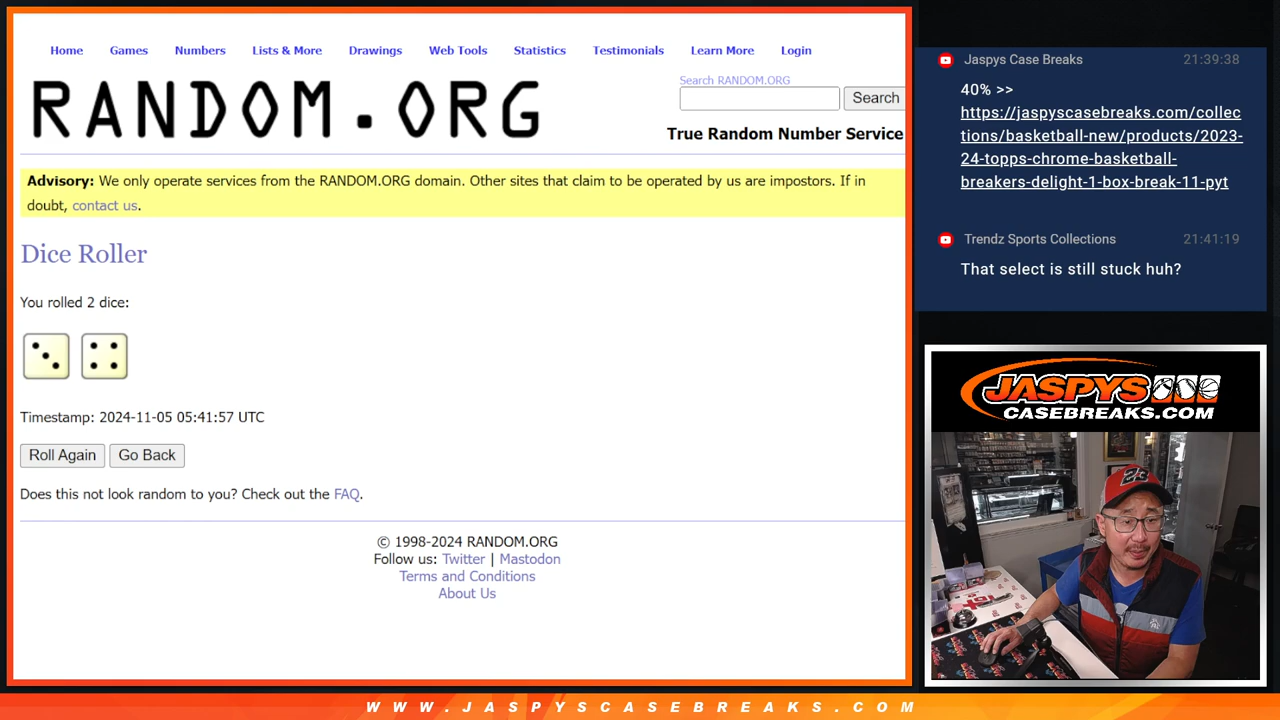 Home Games Numbers Lists & More Drawings Web Tools Statistics Testimonials Learn More Login
RANDOM.ORG
Search RANDOM.ORG
Search
True Random Number Service
Advisory: We only operate services from the RANDOM.ORG domain. Other sites that claim to be operated by us are impostors. If in
doubt, contact us.
Dice Roller
You rolled 2 dice:
Timestamp: 2024-11-05 05:41:57 UTC
Roll Again Go Back
Does this not look random to you? Check out the FAQ.
© 1998-2024 RANDOM.ORG
Follow us: Twitter | Mastodon
Terms and Conditions
About Us
Jaspys Case Breaks 21:39:38
40% >>
https://jaspyscasebreaks.com/collec
tions/basketball-new/products/2023-
24-topps-chrome-basketball-
breakers-delight-1-box-break-11-pyt
Trendz Sports Collections 21:41:19
That select is still stuck huh?
JASPYS
CASEBREAKS.COM
23
WWW.JASPYSCASEBREAKS.COM